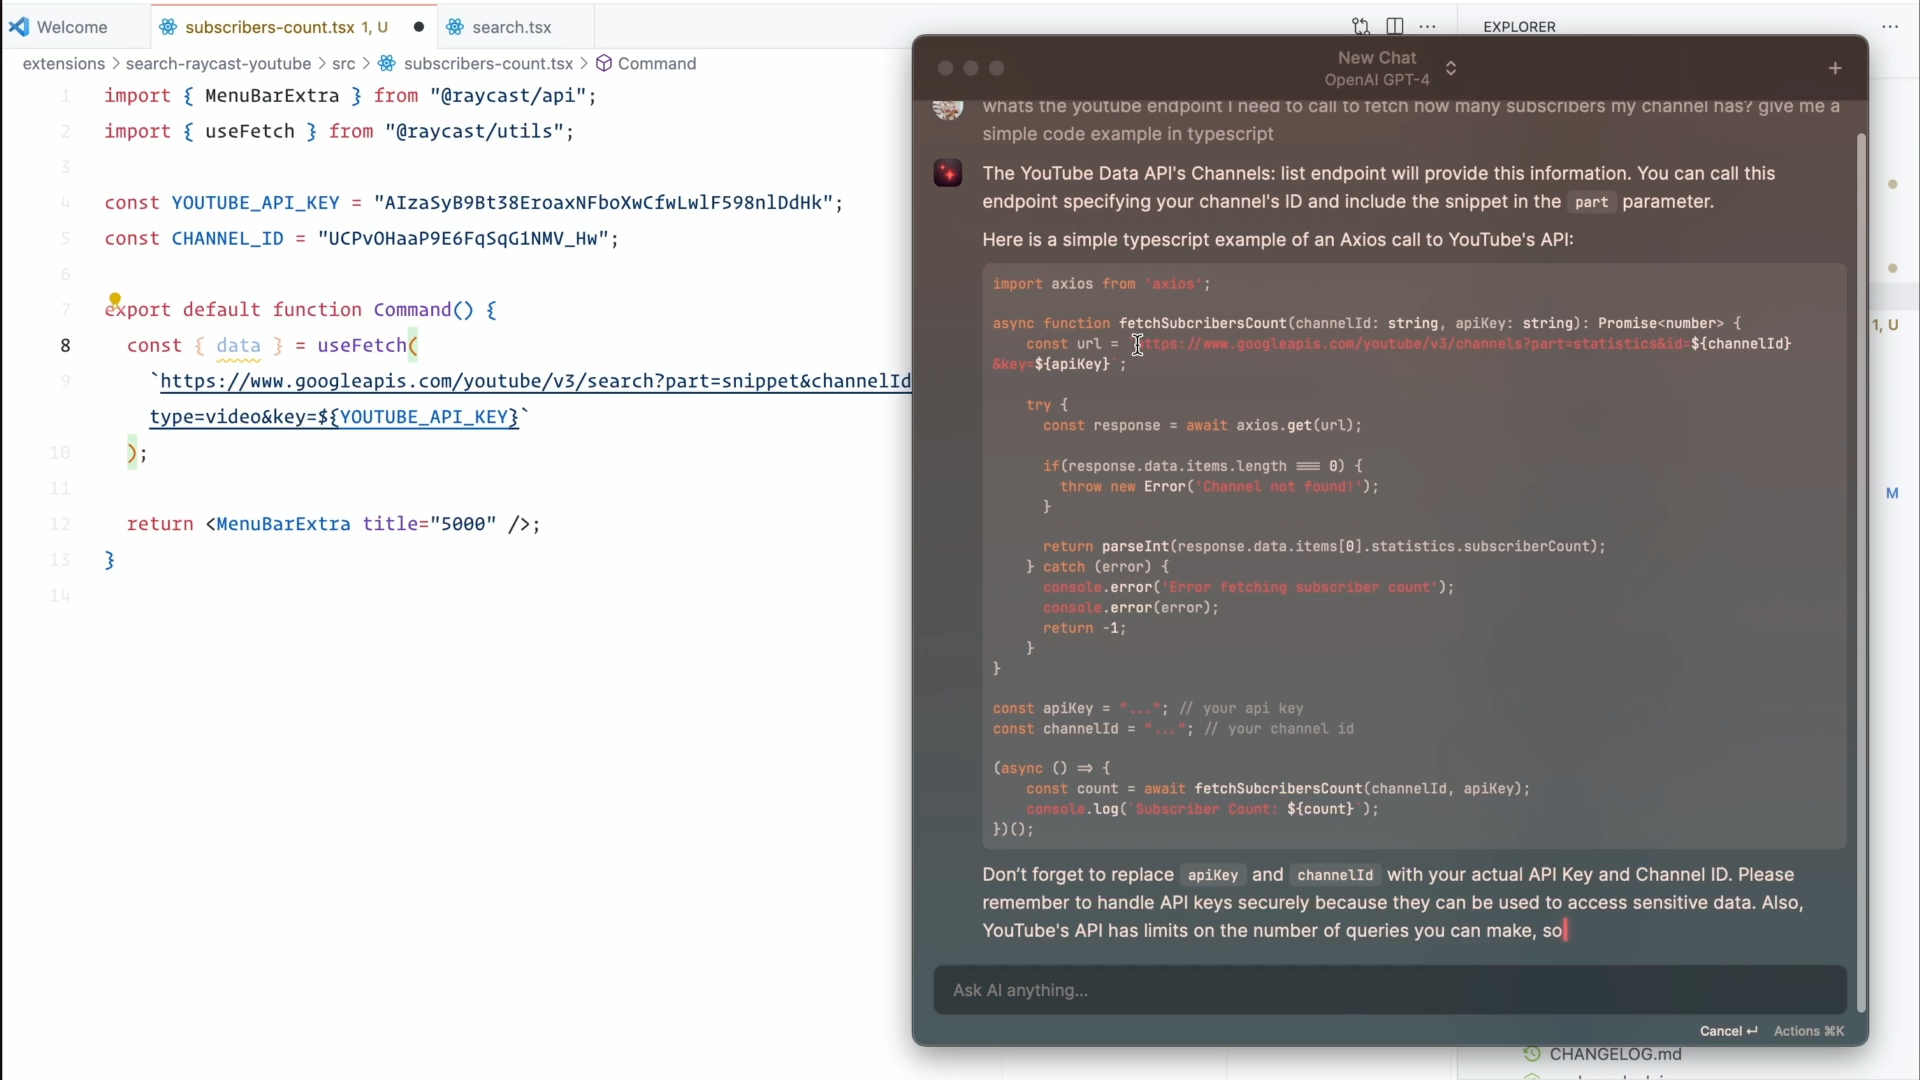 Welcome
subscribers-count.tsx 1, U
search.tsx
EXPLORER
extensions > search-raycast-youtube > src > subscribers-count.tsx > Command
1 import { MenuBarExtra } from "@raycast/api";
2 import { useFetch } from "@raycast/utils";
3
4 const YOUTUBE_API_KEY = "AIzaSyB9Bt38EroaxNFboXwCfwLwlF598nlDdHk";
5 const CHANNEL_ID = "UCPvOHaaP9E6FqSqG1NMV_Hw";
6
7 export default function Command() {
8 const { data } = useFetch(
9 `https://www.googleapis.com/youtube/v3/search?part=snippet&channelId
type=video&key=${YOUTUBE_API_KEY}`
10 );
11
12 return <MenuBarExtra title="5000" />;
13 }
14
New Chat
OpenAI GPT-4
whats the youtube endpoint I need to call to fetch how many subscribers my channel has? give me a
simple code example in typescript
The YouTube Data API's Channels: list endpoint will provide this information. You can call this
endpoint specifying your channel's ID and include the snippet in the part parameter.
Here is a simple typescript example of an Axios call to YouTube's API:
import axios from 'axios';
async function fetchSubcribersCount(channelId: string, apiKey: string): Promise<number> {
const url = `https://www.googleapis.com/youtube/v3/channels?part=statistics&id=${channelId}
&key=${apiKey}`;
try {
const response = await axios.get(url);
if(response.data.items.length === 0) {
throw new Error('Channel not found!');
}
return parseInt(response.data.items[0].statistics.subscriberCount);
} catch (error) {
console.error('Error fetching subscriber count');
console.error(error);
return -1;
}
}
const apiKey = "..."; // your api key
const channelId = "..."; // your channel id
(async () => {
const count = await fetchSubcribersCount(channelId, apiKey);
console.log(`Subscriber Count: ${count}`);
})();
Don't forget to replace apiKey and channelId with your actual API Key and Channel ID. Please
remember to handle API keys securely because they can be used to access sensitive data. Also,
YouTube's API has limits on the number of queries you can make, so
Ask AI anything...
Cancel ↵ Actions ⌘K
1, U
M
CHANGELOG.md